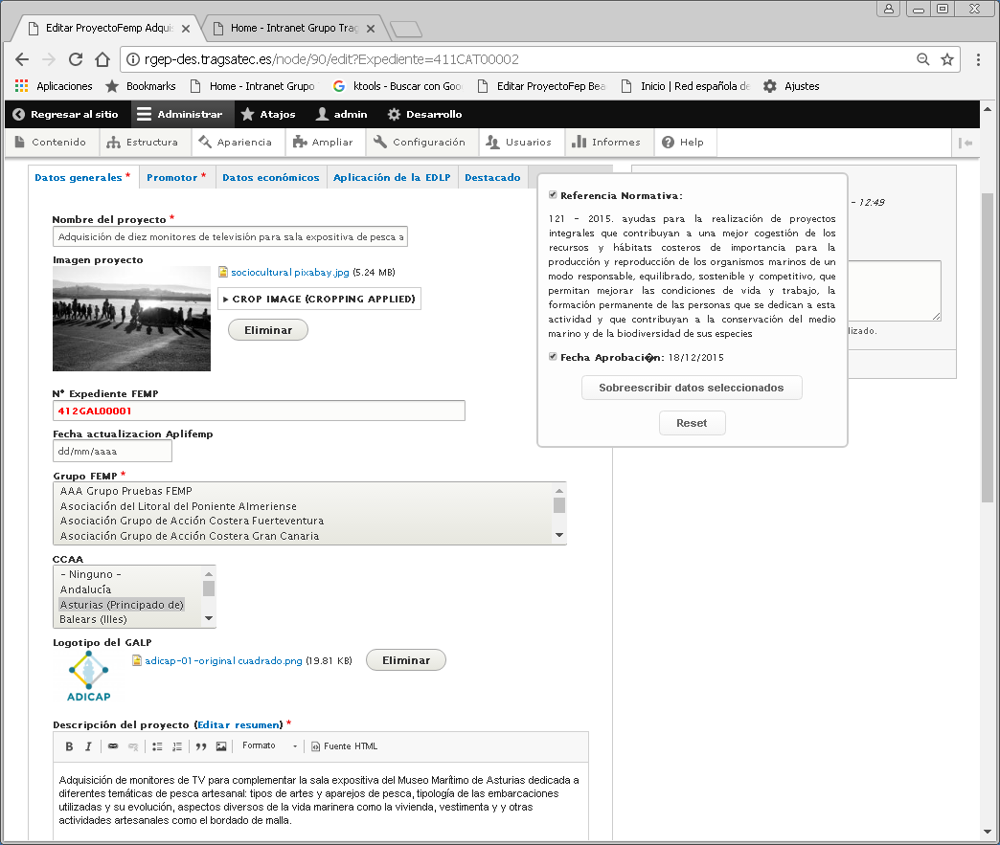 Editar ProyectoFemp Adquis
Home - Intranet Grupo Trag
rgep-des.tragsatec.es/node/90/edit?Expediente=411CAT00002
Aplicaciones Bookmarks Home - Intranet Grupo ktools - Buscar con Goo Editar ProyectoFep Bea Inicio | Red española de Ajustes
Regresar al sitio Administrar Atajos admin Desarrollo
Contenido Estructura Apariencia Ampliar Configuración Usuarios Informes Help
Datos generales * Promotor * Datos económicos Aplicación de la EDLP Destacado
Nombre del proyecto *
Adquisición de diez monitores de televisión para sala expositiva de pesca a
Imagen proyecto
sociocultural pixabay.jpg (5.24 MB)
▸ CROP IMAGE (CROPPING APPLIED)
Eliminar
Nº Expediente FEMP
412GAL00001
Fecha actualizacion Aplifemp
dd/mm/aaaa
Grupo FEMP *
AAA Grupo Pruebas FEMP
Asociación del Litoral del Poniente Almeriense
Asociación Grupo de Acción Costera Fuerteventura
Asociación Grupo de Acción Costera Gran Canaria
CCAA
- Ninguno -
Andalucía
Asturias (Principado de)
Balears (Illes)
Logotipo del GALP
ADICAP
adicap-01-original cuadrado.png (19.81 KB)
Eliminar
Descripción del proyecto (Editar resumen) *
B I Formato Fuente HTML
Adquisición de monitores de TV para complementar la sala expositiva del Museo Marítimo de Asturias dedicada a
diferentes temáticas de pesca artesanal: tipos de artes y aparejos de pesca, tipología de las embarcaciones
utilizadas y su evolución, aspectos diversos de la vida marinera como la vivienda, vestimenta y y otras
actividades artesanales como el bordado de malla.
Referencia Normativa:
121 - 2015. ayudas para la realización de proyectos
integrales que contribuyan a una mejor cogestión de los
recursos y hábitats costeros de importancia para la
producción y reproducción de los organismos marinos de un
modo responsable, equilibrado, sostenible y competitivo, que
permitan mejorar las condiciones de vida y trabajo, la
formación permanente de las personas que se dedican a esta
actividad y que contribuyan a la conservación del medio
marino y de la biodiversidad de sus especies
Fecha Aprobaci�n: 18/12/2015
Sobreescribir datos seleccionados
Reset
- 12:49
lizado.